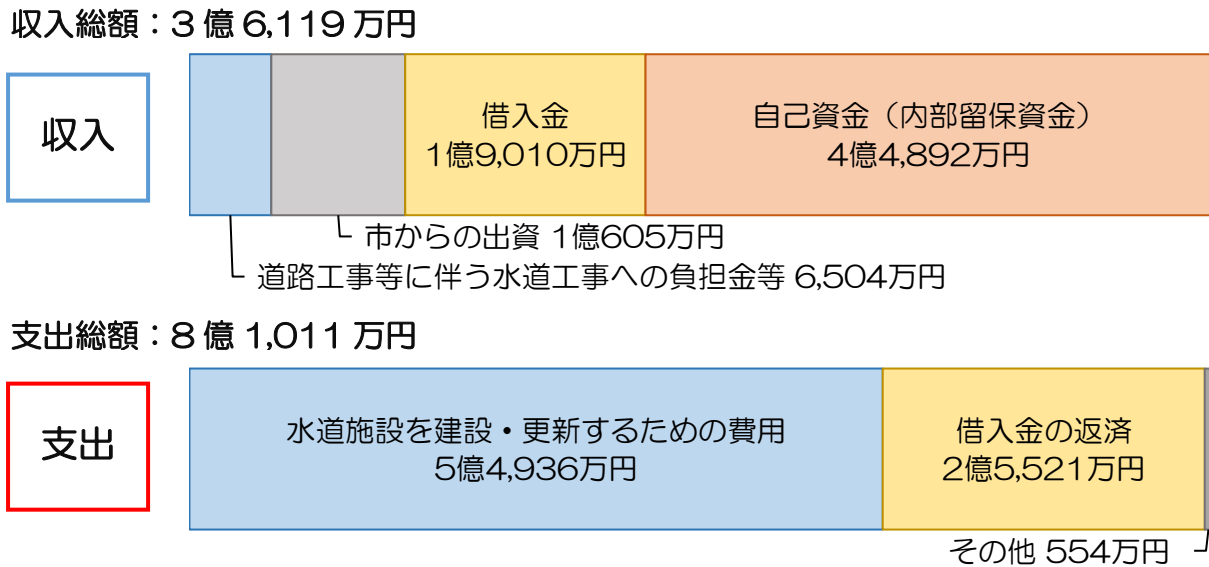 収入総額：3億6,119万円
収入
借入金
1億9,010万円
自己資金（内部留保資金）
4億4,892万円
市からの出資 1億605万円
道路工事等に伴う水道工事への負担金等 6,504万円
支出総額：8億1,011万円
支出
水道施設を建設・更新するための費用
5億4,936万円
借入金の返済
2億5,521万円
その他 554万円